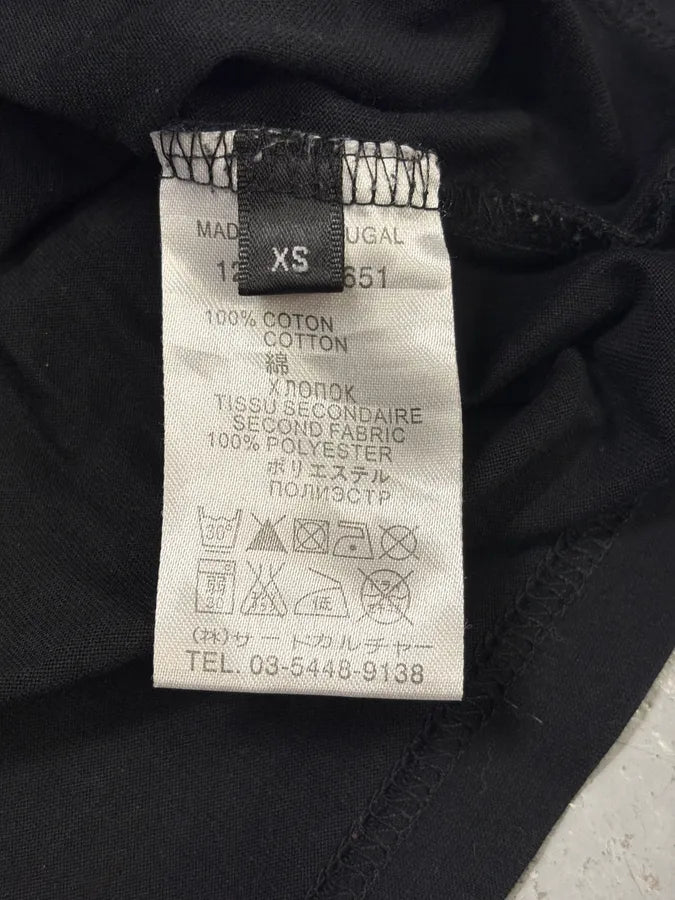 XS
MAD UGAL
12 651
100% COTON
COTTON
綿
ХЛОПОК
TISSU SECONDAIRE
SECOND FABRIC
100% POLYESTER
ポリエステル
ПОЛИЭСТР
30°
弱 低
30
(株)サードカルチャー
TEL. 03-5448-9138